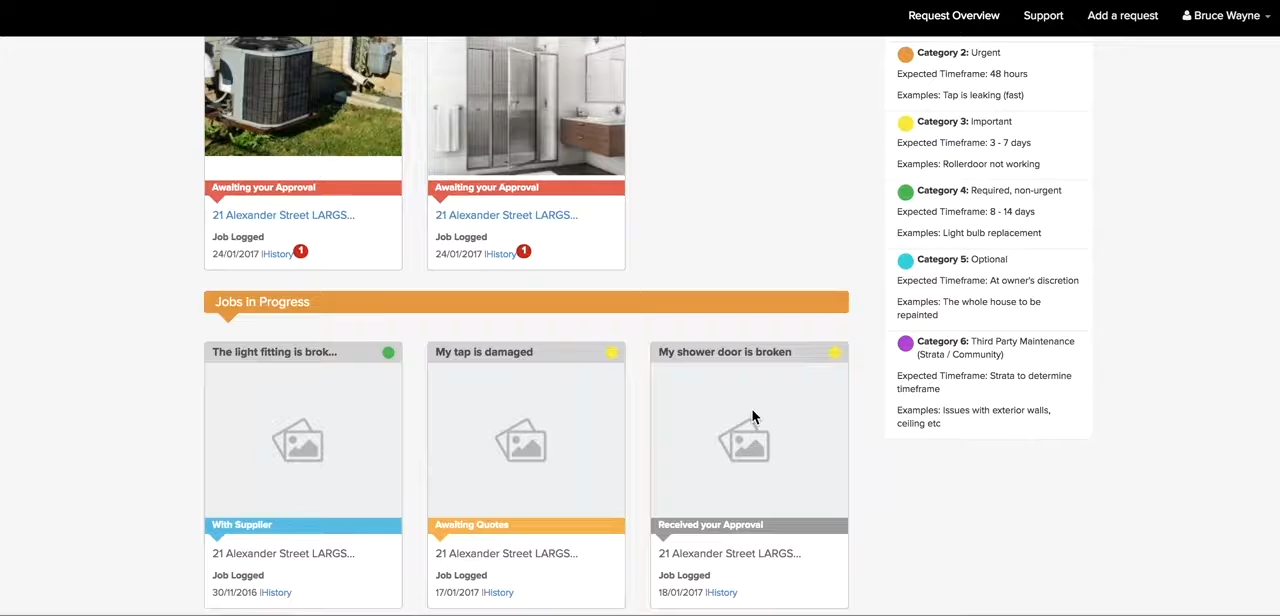 Request Overview
Support
Add a request
Bruce Wayne
Awaiting your Approval
21 Alexander Street LARGS...
Job Logged
24/01/2017 |History
1
Awaiting your Approval
21 Alexander Street LARGS...
Job Logged
24/01/2017 |History
1
Jobs in Progress
The light fitting is brok...
With Supplier
21 Alexander Street LARGS...
Job Logged
30/11/2016 |History
My tap is damaged
Awaiting Quotes
21 Alexander Street LARGS...
Job Logged
17/01/2017 |History
My shower door is broken
Received your Approval
21 Alexander Street LARGS...
Job Logged
18/01/2017 |History
Category 2: Urgent
Expected Timeframe: 48 hours
Examples: Tap is leaking (fast)
Category 3: Important
Expected Timeframe: 3 - 7 days
Examples: Rollerdoor not working
Category 4: Required, non-urgent
Expected Timeframe: 8 - 14 days
Examples: Light bulb replacement
Category 5: Optional
Expected Timeframe: At owner's discretion
Examples: The whole house to be
repainted
Category 6: Third Party Maintenance
(Strata / Community)
Expected Timeframe: Strata to determine
timeframe
Examples: Issues with exterior walls,
ceiling etc